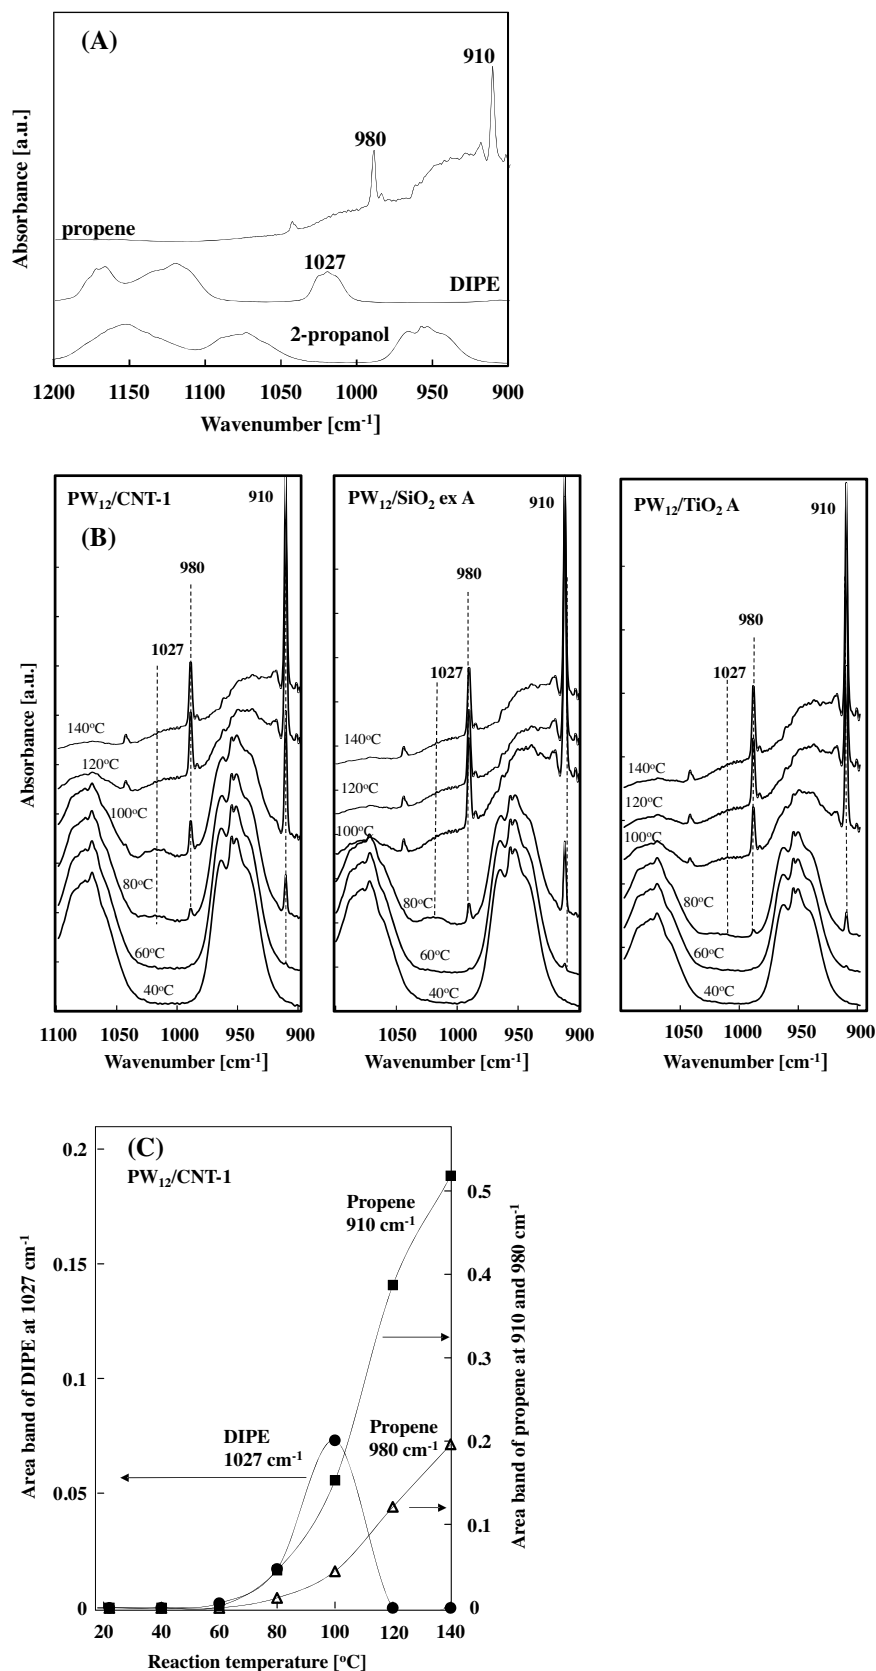 (A)
910
980
propene
1027
DIPE
2-propanol
Absorbance [a.u.]
1200 1150 1100 1050 1000 950 900
Wavenumber [cm⁻¹]
PW₁₂/CNT-1
910
(B)
980
1027
140°C
120°C
100°C
80°C
60°C
40°C
Absorbance [a.u.]
1100 1050 1000 950 900
Wavenumber [cm⁻¹]
PW₁₂/SiO₂ ex A
910
980
1027
140°C
120°C
100°C
80°C
60°C
40°C
1050 1000 950 900
Wavenumber [cm⁻¹]
PW₁₂/TiO₂ A
910
980
1027
140°C
120°C
100°C
80°C
60°C
40°C
1050 1000 950 900
Wavenumber [cm⁻¹]
(C)
PW₁₂/CNT-1
Propene
910 cm⁻¹
DIPE
1027 cm⁻¹
Propene
980 cm⁻¹
Area band of DIPE at 1027 cm⁻¹
0.2
0.15
0.1
0.05
0
Area band of propene at 910 and 980 cm⁻¹
0.5
0.4
0.3
0.2
0.1
0
20 40 60 80 100 120 140
Reaction temperature [°C]